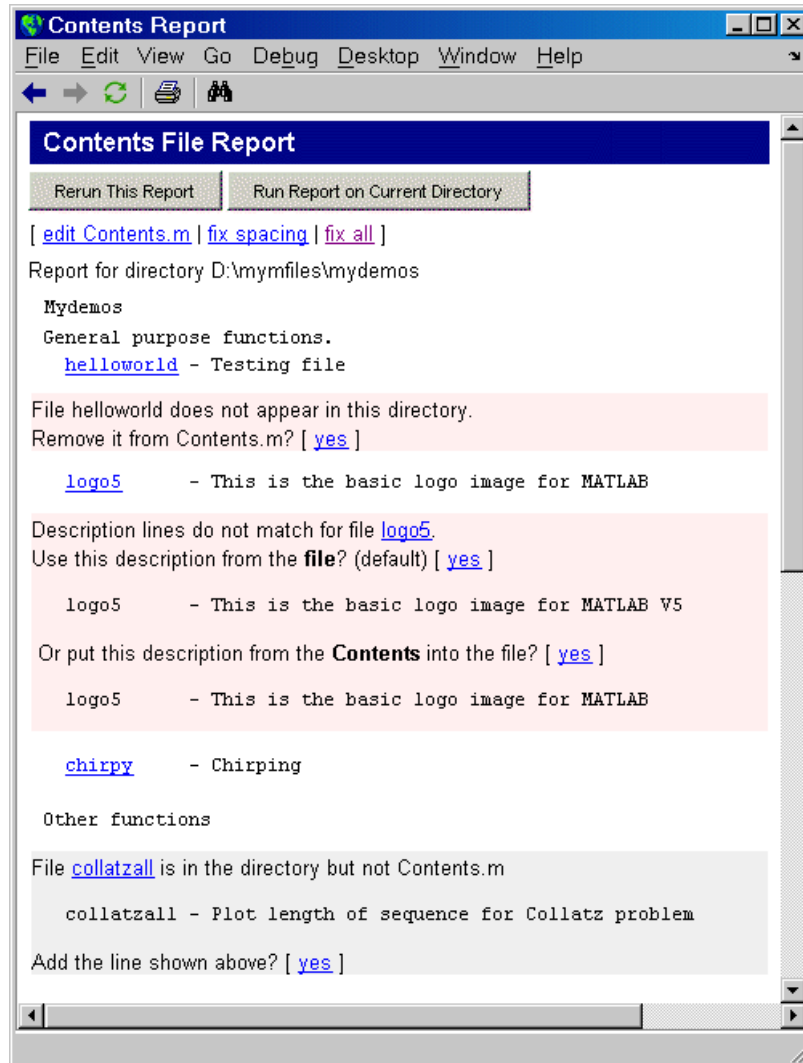 Contents Report
File Edit View Go Debug Desktop Window Help
Contents File Report
Rerun This Report Run Report on Current Directory
[ edit Contents.m | fix spacing | fix all ]
Report for directory D:\mymfiles\mydemos
Mydemos
General purpose functions.
helloworld - Testing file
File helloworld does not appear in this directory.
Remove it from Contents.m? [ yes ]
logo5 - This is the basic logo image for MATLAB
Description lines do not match for file logo5.
Use this description from the file? (default) [ yes ]
logo5 - This is the basic logo image for MATLAB V5
Or put this description from the Contents into the file? [ yes ]
logo5 - This is the basic logo image for MATLAB
chirpy - Chirping
Other functions
File collatzall is in the directory but not Contents.m
collatzall - Plot length of sequence for Collatz problem
Add the line shown above? [ yes ]